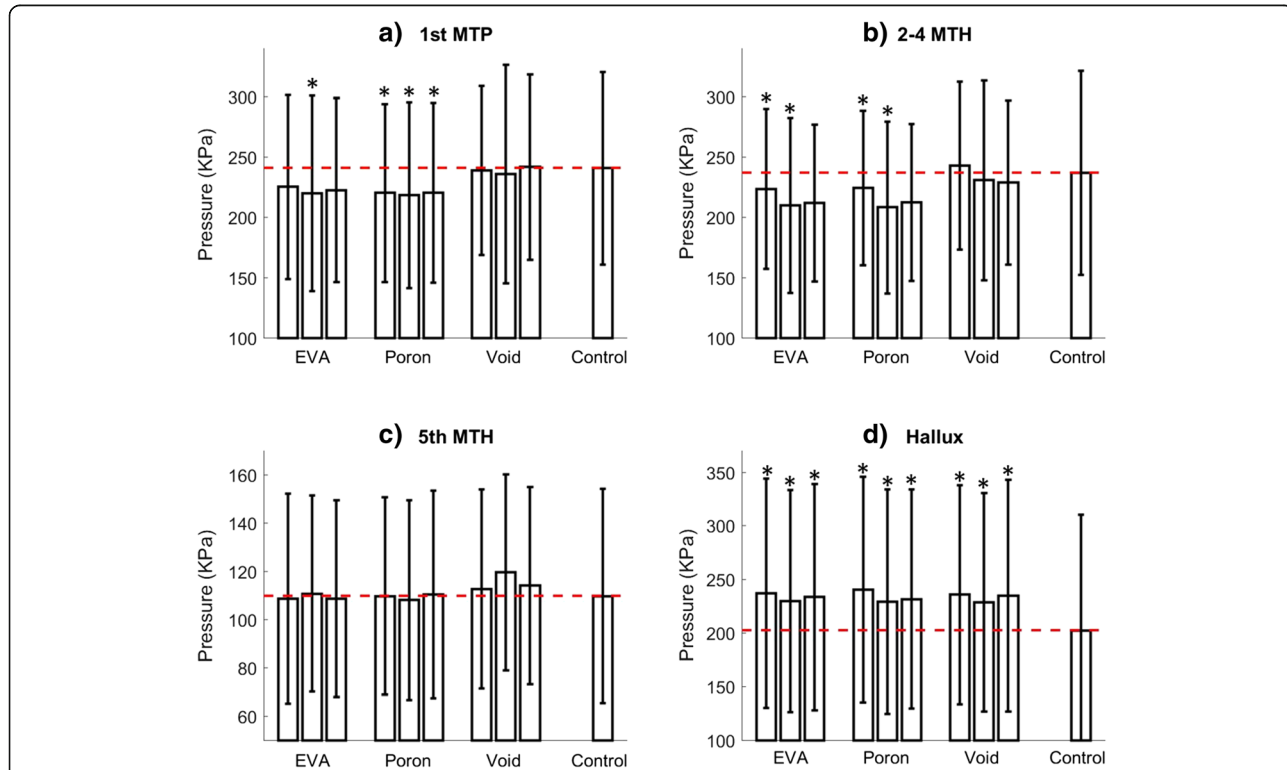 a) 1st MTP
Pressure (KPa)
300
250
200
150
100
* * * *
EVA Poron Void Control
b) 2-4 MTH
Pressure (KPa)
300
250
200
150
100
* * * *
EVA Poron Void Control
c) 5th MTH
Pressure (KPa)
160
140
120
100
80
60
EVA Poron Void Control
d) Hallux
Pressure (KPa)
350
300
250
200
150
100
* * * * * * * * *
EVA Poron Void Control